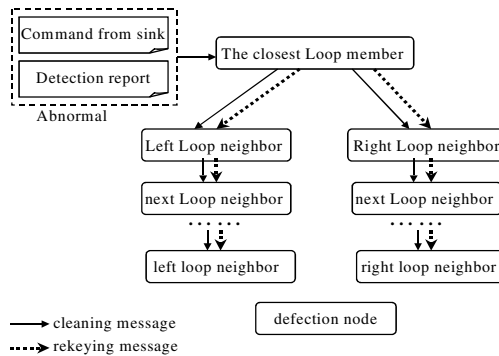 Command from sink
Detection report
Abnormal
The closest Loop member
Left Loop neighbor
Right Loop neighbor
next Loop neighbor
next Loop neighbor
... ...
... ...
left loop neighbor
right loop neighbor
defection node
cleaning message
rekeying message